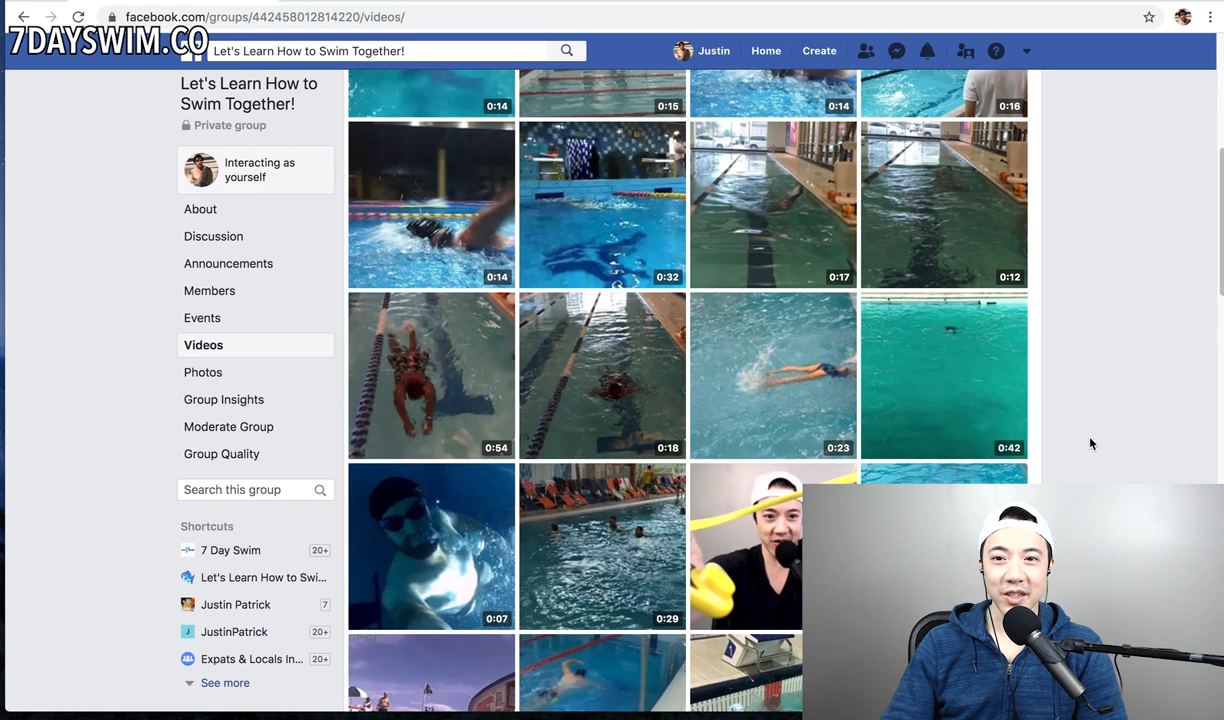 facebook.com/groups/442458012814220/videos/
7DAYSWIM.CO
Let's Learn How to Swim Together!
Justin
Home
Create
Let's Learn How to
Swim Together!
Private group
Interacting as
yourself
About
Discussion
Announcements
Members
Events
Videos
Photos
Group Insights
Moderate Group
Group Quality
Search this group
Shortcuts
7 Day Swim 20+
Let's Learn How to Swi...
Justin Patrick 7
JustinPatrick 20+
Expats & Locals In... 20+
See more
0:14
0:15
0:14
0:16
0:14
0:32
0:17
0:12
0:54
0:18
0:23
0:42
0:07
0:29